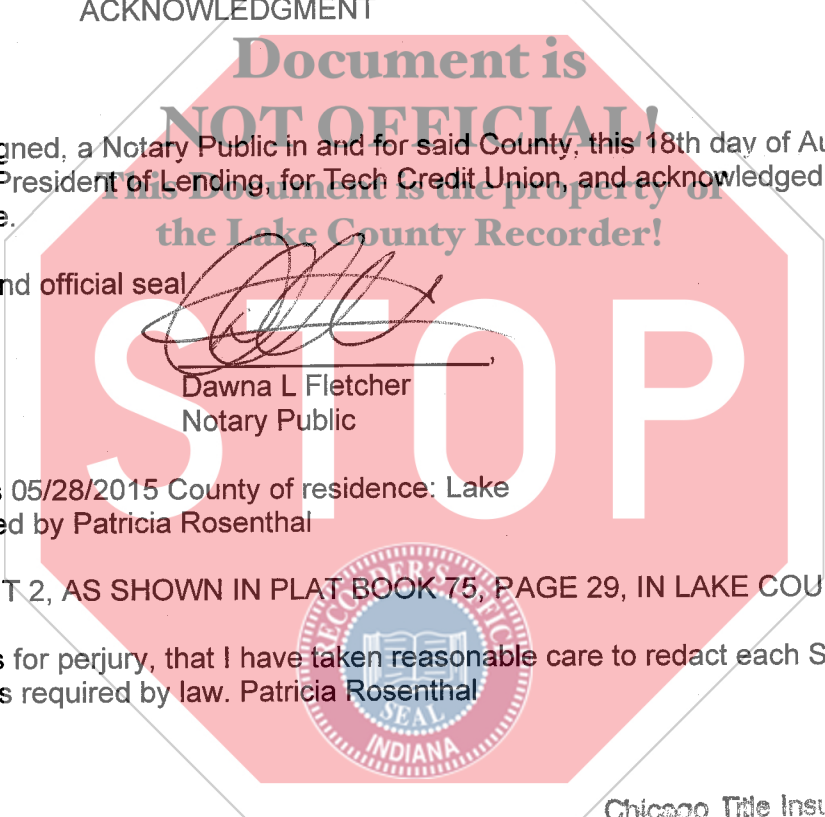 ACKNOWLEDGMENT
Document is
NOT OFFICIAL!
gned, a Notary Public in and for said County, this 18th day of Au
This Document is the property of
President of Lending, for Tech Credit Union, and acknowledged
e.
the Lake County Recorder!
nd official seal
,
Dawna L Fletcher
Notary Public
STOP
s 05/28/2015 County of residence: Lake
ed by Patricia Rosenthal
T 2, AS SHOWN IN PLAT BOOK 75, PAGE 29, IN LAKE COU
RECORDER'S OFFICE
s for perjury, that I have taken reasonable care to redact each S
s required by law. Patricia Rosenthal
SEAL
INDIANA
Chicago Title Insu